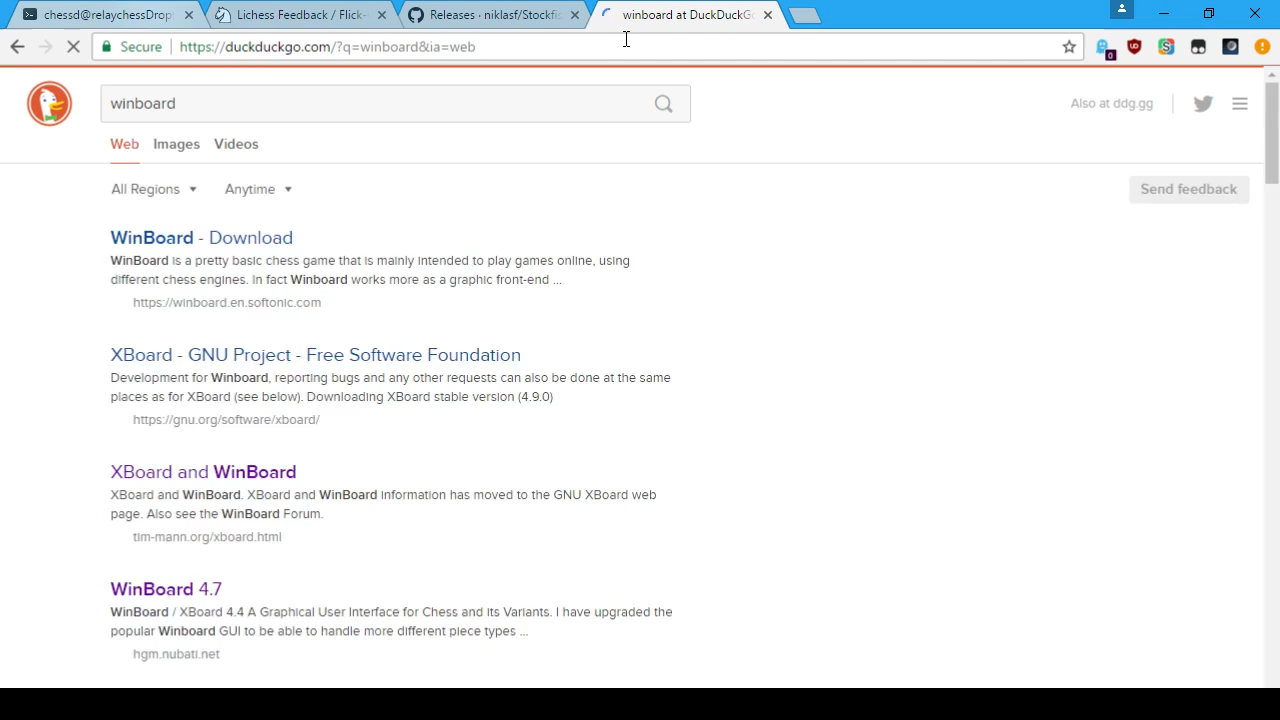 chessd@relaychessDrop
Lichess Feedback / Flick-
Releases · niklasf/Stockfis
winboard at DuckDuckGo
Secure
https://duckduckgo.com/?q=winboard&ia=web
0
winboard
Also at ddg.gg
Web Images Videos
All Regions Anytime
Send feedback
WinBoard - Download
WinBoard is a pretty basic chess game that is mainly intended to play games online, using
different chess engines. In fact Winboard works more as a graphic front-end ...
https://winboard.en.softonic.com
XBoard - GNU Project - Free Software Foundation
Development for Winboard, reporting bugs and any other requests can also be done at the same
places as for XBoard (see below). Downloading XBoard stable version (4.9.0)
https://gnu.org/software/xboard/
XBoard and WinBoard
XBoard and WinBoard. XBoard and WinBoard information has moved to the GNU XBoard web
page. Also see the WinBoard Forum.
tim-mann.org/xboard.html
WinBoard 4.7
WinBoard / XBoard 4.4 A Graphical User Interface for Chess and its Variants. I have upgraded the
popular Winboard GUI to be able to handle more different piece types ...
hgm.nubati.net